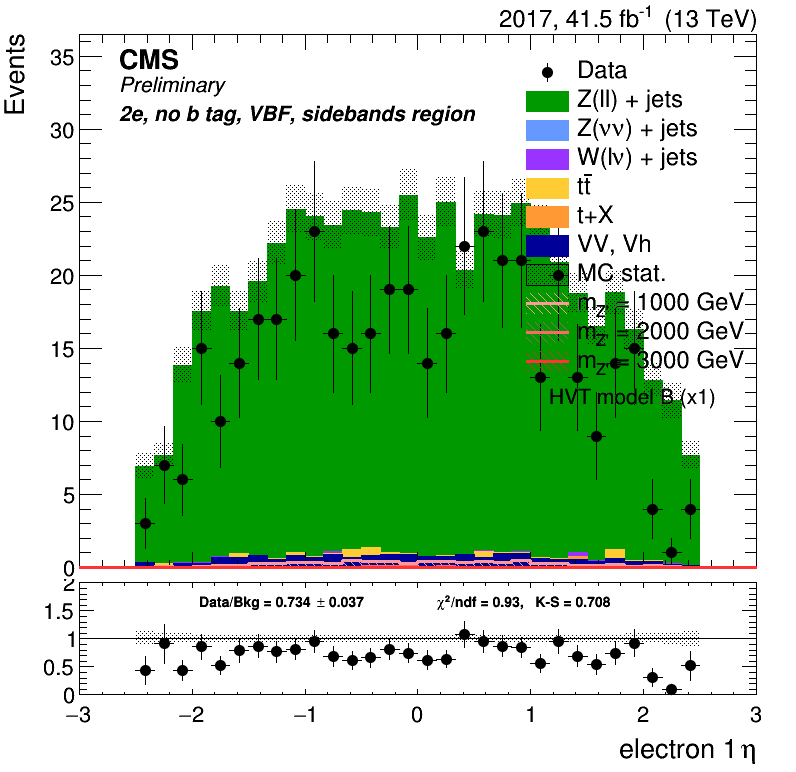 2017, 41.5 fb⁻¹ (13 TeV)
Events
CMS
Preliminary
2e, no b tag, VBF, sidebands region
Data
Z(ll) + jets
Z(νν) + jets
W(lν) + jets
tt̄
t+X
VV, Vh
MC stat.
m_Z' = 1000 GeV
m_Z' = 2000 GeV
m_Z' = 3000 GeV
HVT model B (x1)
35
30
25
20
15
10
5
0
Data/Bkg = 0.734 ± 0.037
χ²/ndf = 0.93, K-S = 0.708
2
1.5
1
0.5
0
−3 −2 −1 0 1 2 3
electron 1 η